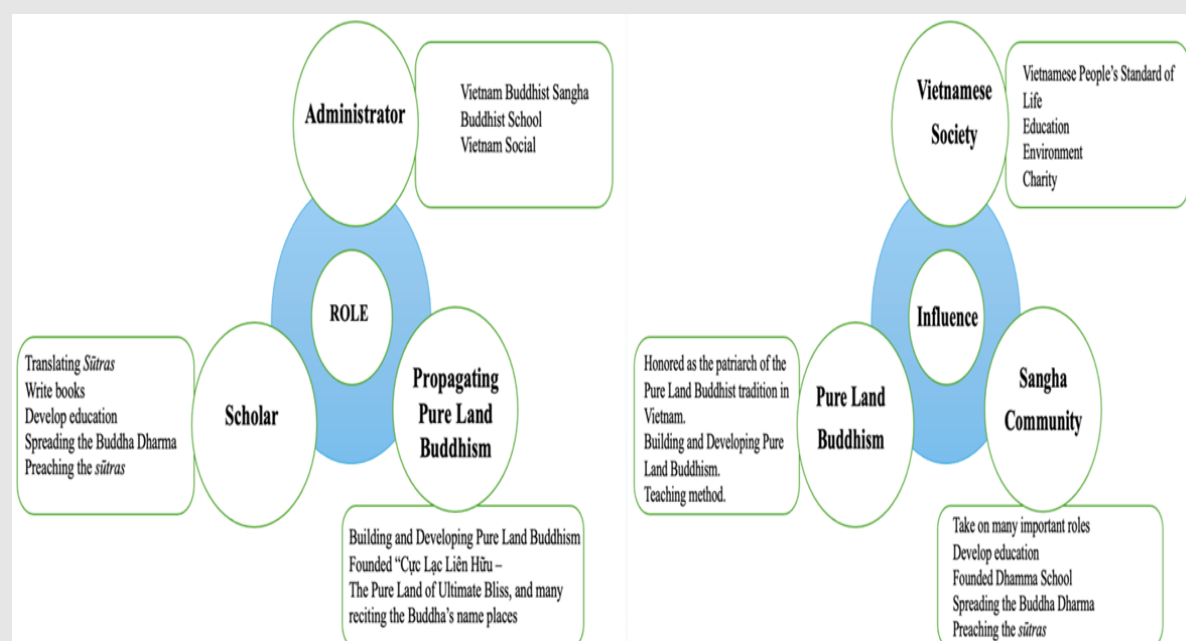 Administrator
Vietnam Buddhist Sangha
Buddhist School
Vietnam Social
ROLE
Translating Sūtras
Write books
Develop education
Spreading the Buddha Dharma
Preaching the sūtras
Scholar
Propagating
Pure Land
Buddhism
Building and Developing Pure Land Buddhism
Founded “Cực Lạc Liên Hữu –
The Pure Land of Ultimate Bliss, and many
reciting the Buddha’s name places
Vietnamese
Society
Vietnamese People’s Standard of
Life
Education
Environment
Charity
Influence
Honored as the patriarch of the
Pure Land Buddhist tradition in
Vietnam.
Building and Developing Pure
Land Buddhism.
Teaching method.
Pure Land
Buddhism
Sangha
Community
Take on many important roles
Develop education
Founded Dhamma School
Spreading the Buddha Dharma
Preaching the sūtras